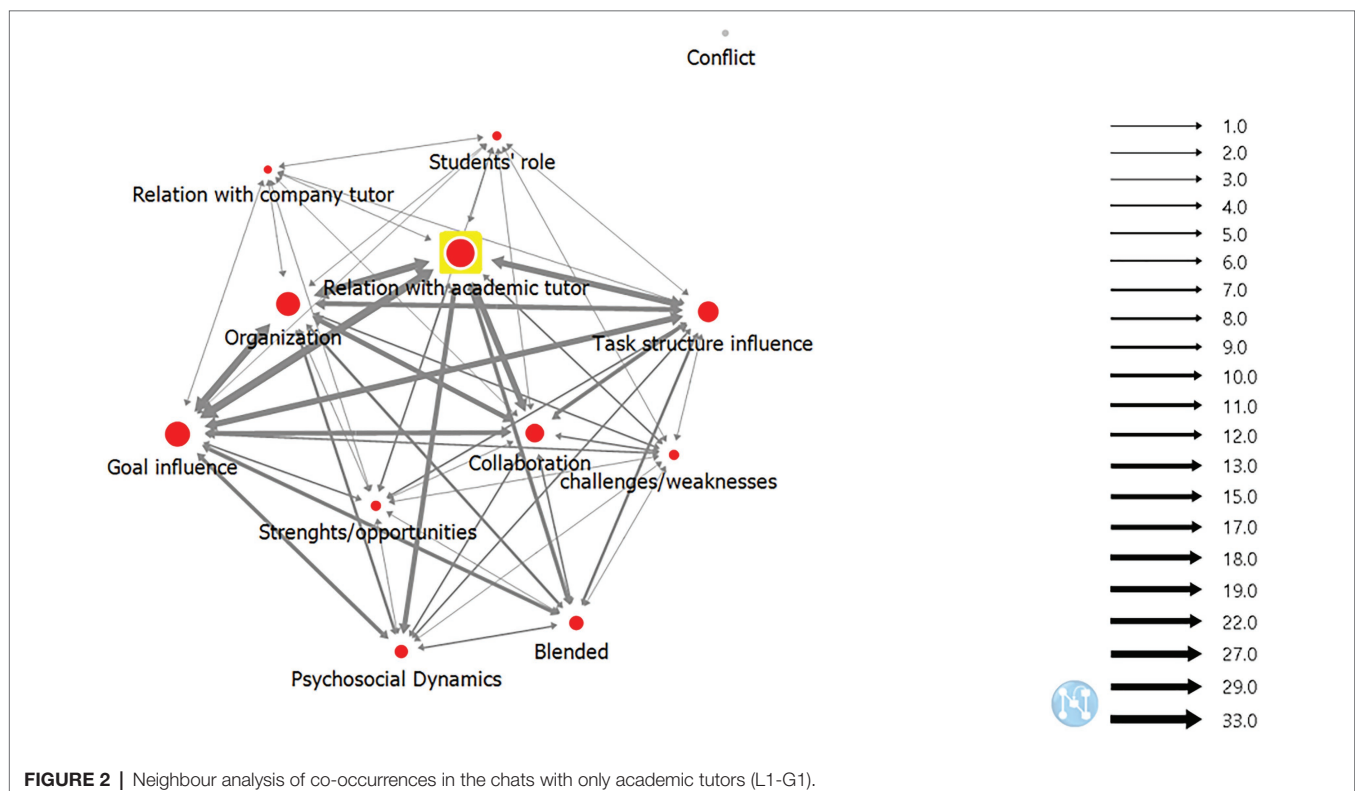 Conflict
Students' role
Relation with company tutor
Relation with academic tutor
Organization
Task structure influence
Goal influence
Collaboration
challenges/weaknesses
Strenghts/opportunities
Blended
Psychosocial Dynamics
1.0
2.0
3.0
4.0
5.0
6.0
7.0
8.0
9.0
10.0
11.0
12.0
13.0
15.0
17.0
18.0
19.0
22.0
27.0
29.0
33.0
FIGURE 2 | Neighbour analysis of co-occurrences in the chats with only academic tutors (L1-G1).